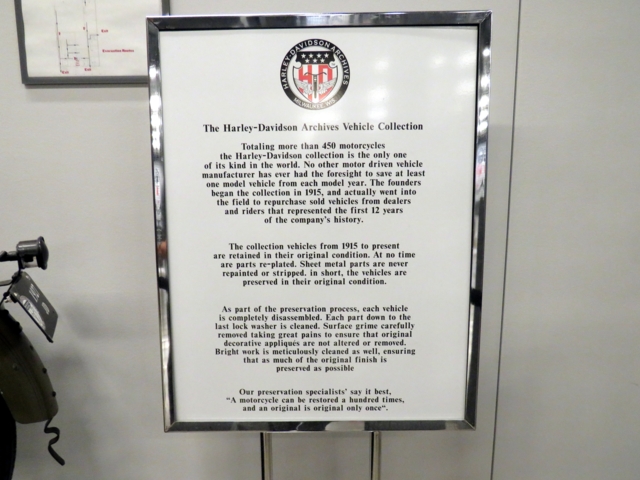 HARLEY-DAVIDSON ARCHIVES
MILWAUKEE, WIS.
The Harley-Davidson Archives Vehicle Collection
Totaling more than 450 motorcycles
the Harley-Davidson collection is the only one
of its kind in the world. No other motor driven vehicle
manufacturer has ever had the foresight to save at least
one model vehicle from each model year. The founders
began the collection in 1915, and actually went into
the field to repurchase sold vehicles from dealers
and riders that represented the first 12 years
of the company's history.
The collection vehicles from 1915 to present
are retained in their original condition. At no time
are parts re-plated. Sheet metal parts are never
repainted or stripped. in short, the vehicles are
preserved in their original condition.
As part of the preservation process, each vehicle
is completely disassembled. Each part down to the
last lock washer is cleaned. Surface grime carefully
removed taking great pains to ensure that original
decorative appliqués are not altered or removed.
Bright work is meticulously cleaned as well, ensuring
that as much of the original finish is
preserved as possible
Our preservation specialists' say it best,
"A motorcycle can be restored a hundred times,
and an original is original only once".